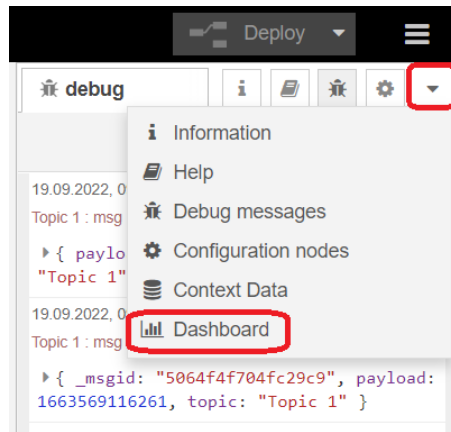 Deploy
debug
i
i Information
Help
19.09.2022, 0
Topic 1 : msg
Debug messages
{ paylo
"Topic 1"
Configuration nodes
Context Data
19.09.2022, 0
Topic 1 : msg
Dashboard
{ _msgid: "5064f4f704fc29c9", payload:
1663569116261, topic: "Topic 1" }